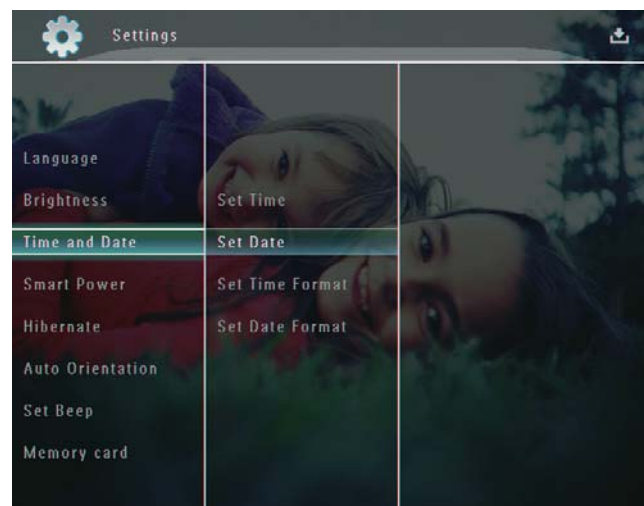 Settings
Language
Brightness
Time and Date
Smart Power
Hibernate
Auto Orientation
Set Beep
Memory card
Set Time
Set Date
Set Time Format
Set Date Format